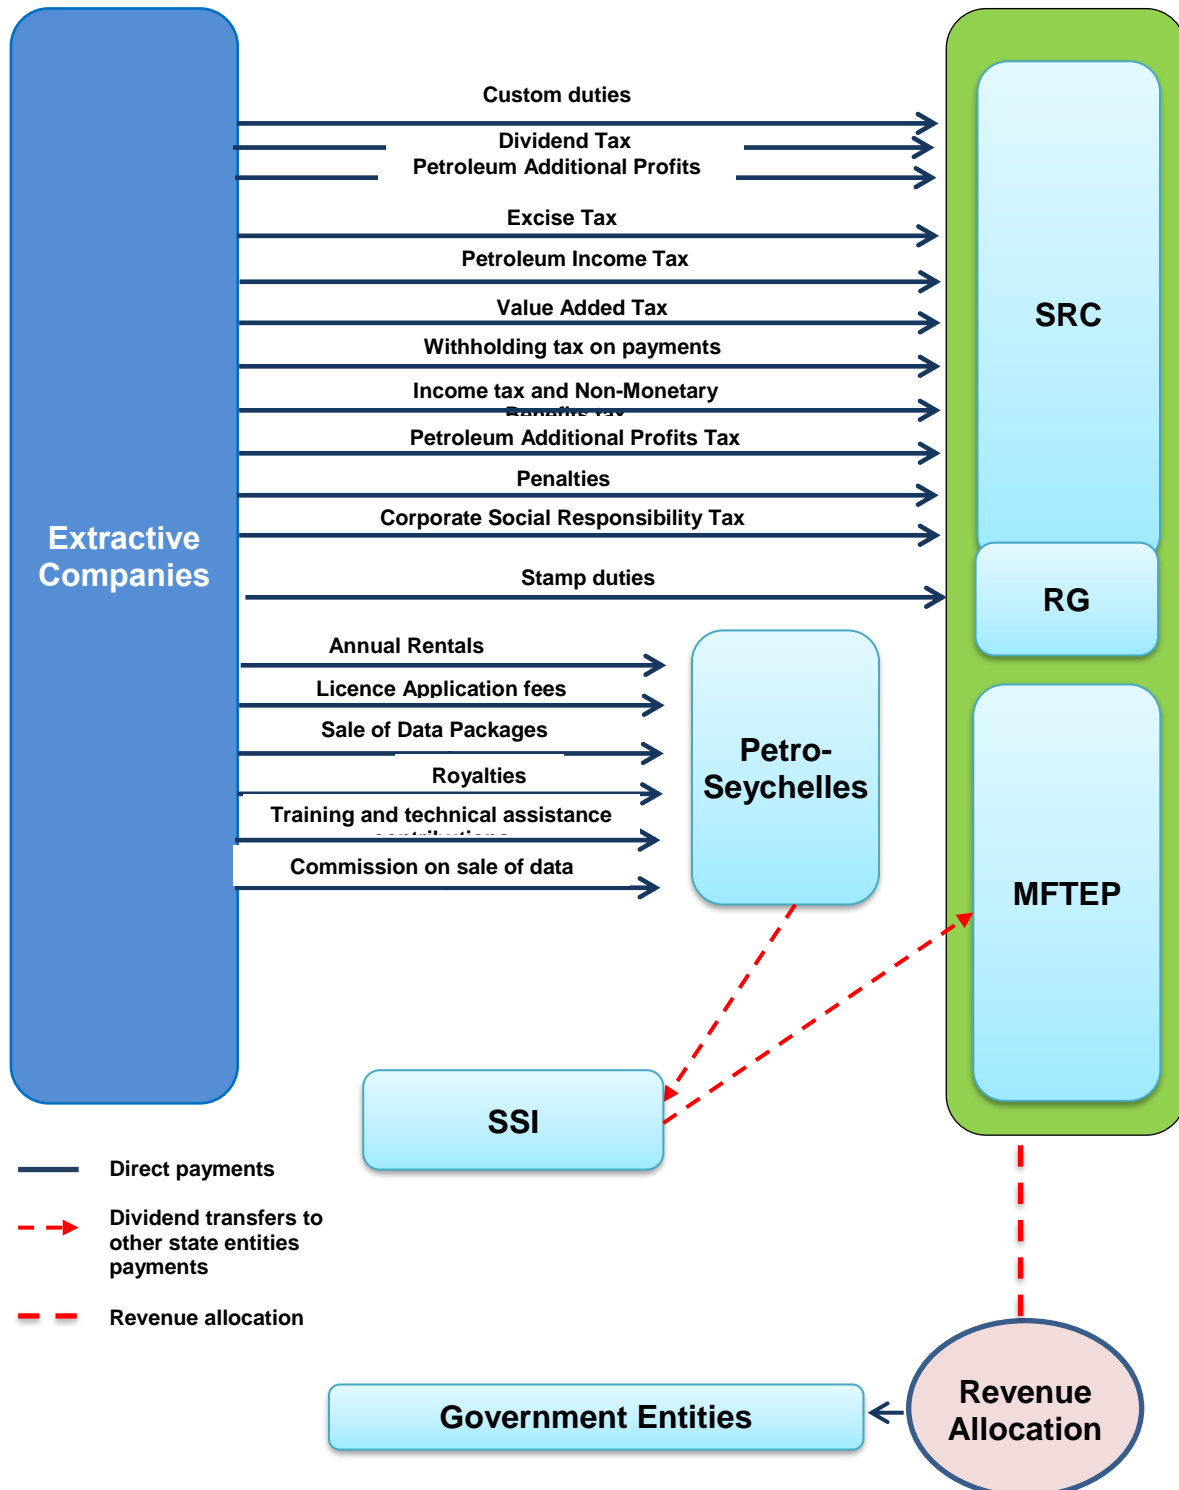 Custom duties
Dividend Tax
Petroleum Additional Profits
Excise Tax
Petroleum Income Tax
Value Added Tax
Withholding tax on payments
Income tax and Non-Monetary
Benefits tax
Petroleum Additional Profits Tax
Penalties
Corporate Social Responsibility Tax
Stamp duties
Extractive
Companies
SRC
RG
Annual Rentals
Licence Application fees
Sale of Data Packages
Royalties
Training and technical assistance
contributions
Commission on sale of data
Petro-
Seychelles
MFTEP
SSI
Direct payments
Dividend transfers to
other state entities
payments
Revenue allocation
Revenue
Allocation
Government Entities